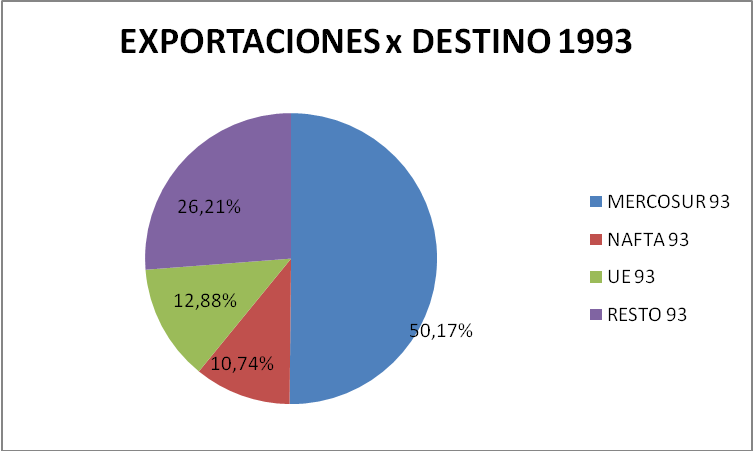 EXPORTACIONES x DESTINO 1993
26,21%
12,88%
10,74%
50,17%
MERCOSUR 93
NAFTA 93
UE 93
RESTO 93